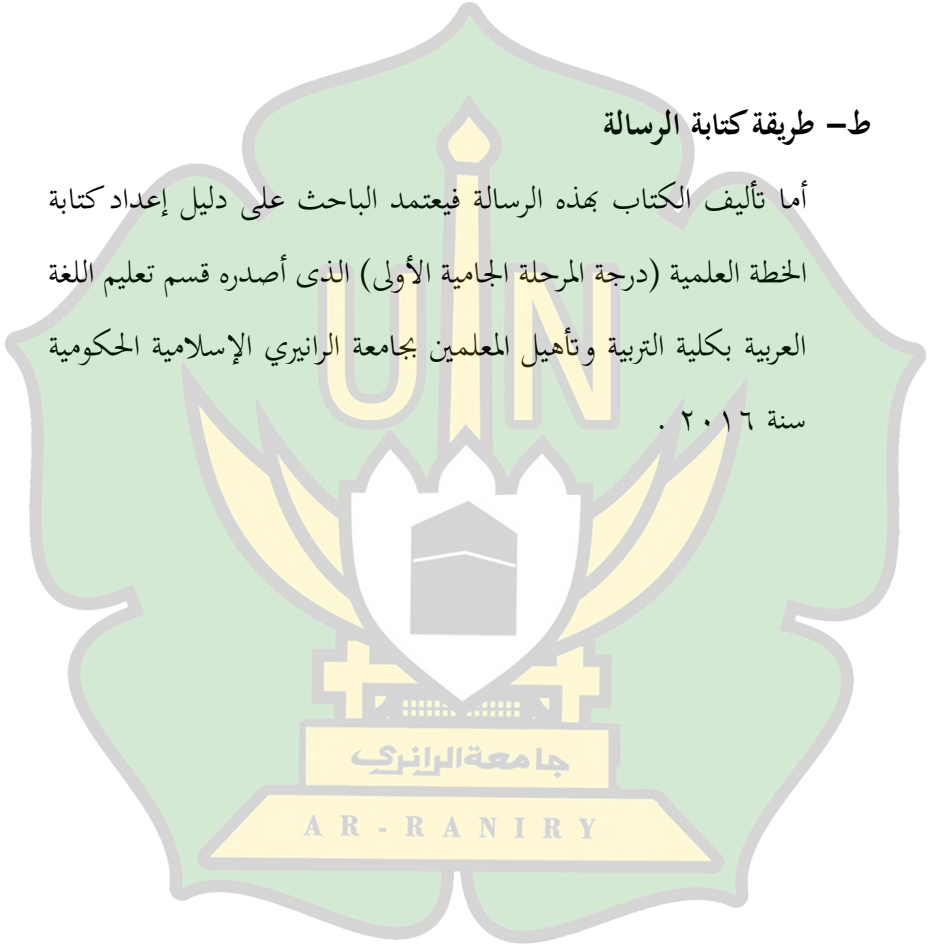 ط– طريقة كتابة الرسالة
أما تأليف الكتاب بهذه الرسالة فيعتمد الباحث على دليل إعداد كتابة
الخطة العلمية (درجة المرحلة الجامية الأولى) الذى أصدره قسم تعليم اللغة
العربية بكلية التربية وتأهيل المعلمين بجامعة الرانيري الإسلامية الحكومية
سنة ٢٠١٦ .
UIN
جامعة الرانري
AR-RANIRY